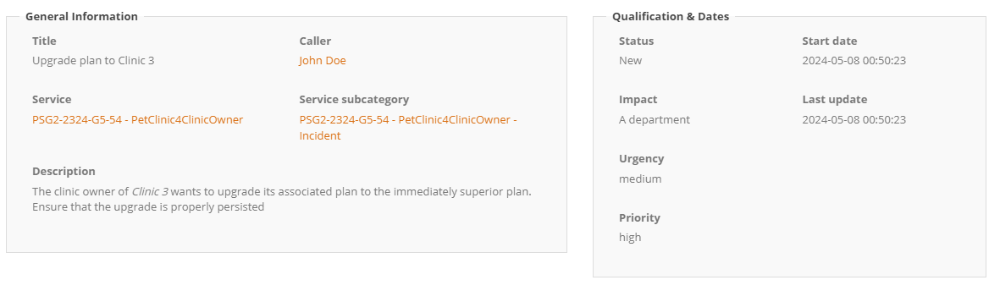 General Information
Title
Caller
Upgrade plan to Clinic 3
John Doe
Service
Service subcategory
PSG2-2324-G5-54 - PetClinic4ClinicOwner
PSG2-2324-G5-54 - PetClinic4ClinicOwner -
Incident
Description
The clinic owner of Clinic 3 wants to upgrade its associated plan to the immediately superior plan.
Ensure that the upgrade is properly persisted
Qualification & Dates
Status
Start date
New
2024-05-08 00:50:23
Impact
Last update
A department
2024-05-08 00:50:23
Urgency
medium
Priority
high